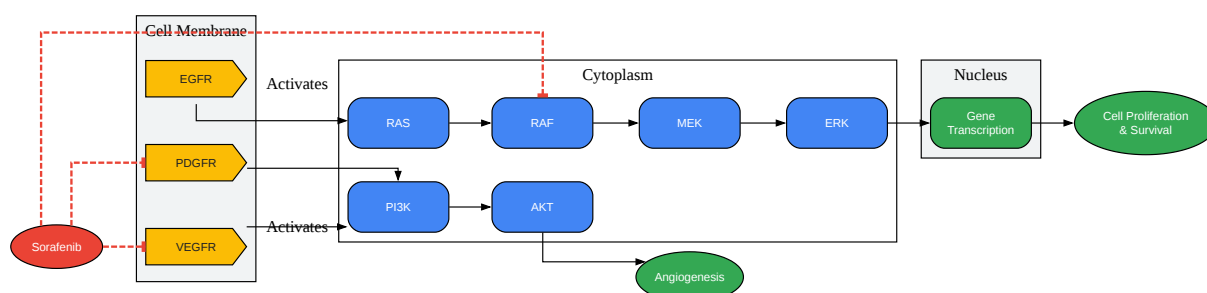 Cell Membrane
EGFR
Activates
PDGFR
VEGFR
Activates
Sorafenib
Cytoplasm
RAS
RAF
MEK
ERK
PI3K
AKT
Angiogenesis
Nucleus
Gene
Transcription
Cell Proliferation
& Survival